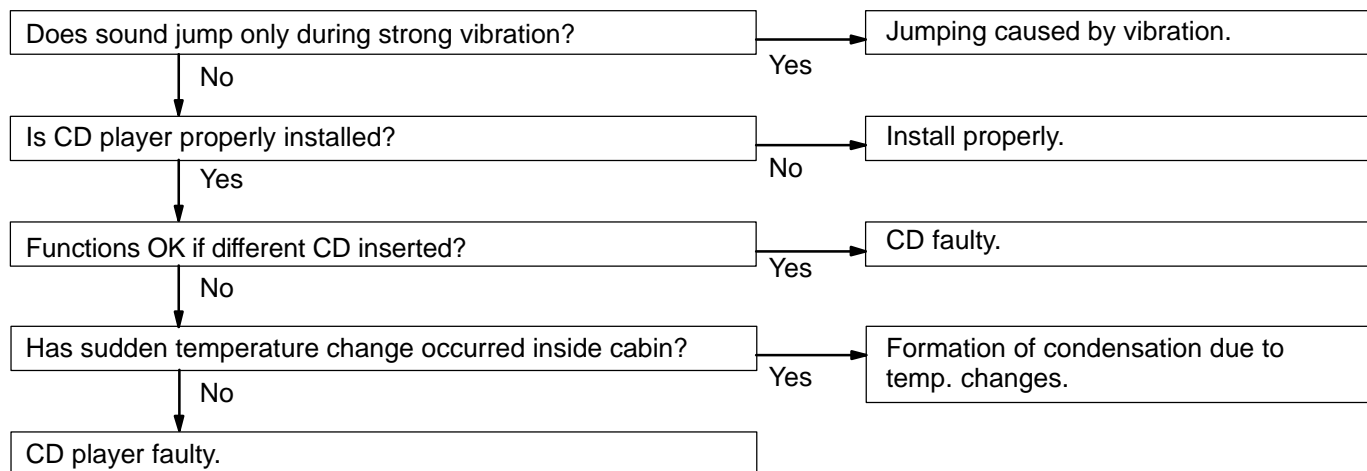 Does sound jump only during strong vibration?
Yes
Jumping caused by vibration.
No
Is CD player properly installed?
No
Install properly.
Yes
Functions OK if different CD inserted?
Yes
CD faulty.
No
Has sudden temperature change occurred inside cabin?
Yes
Formation of condensation due to
temp. changes.
No
CD player faulty.